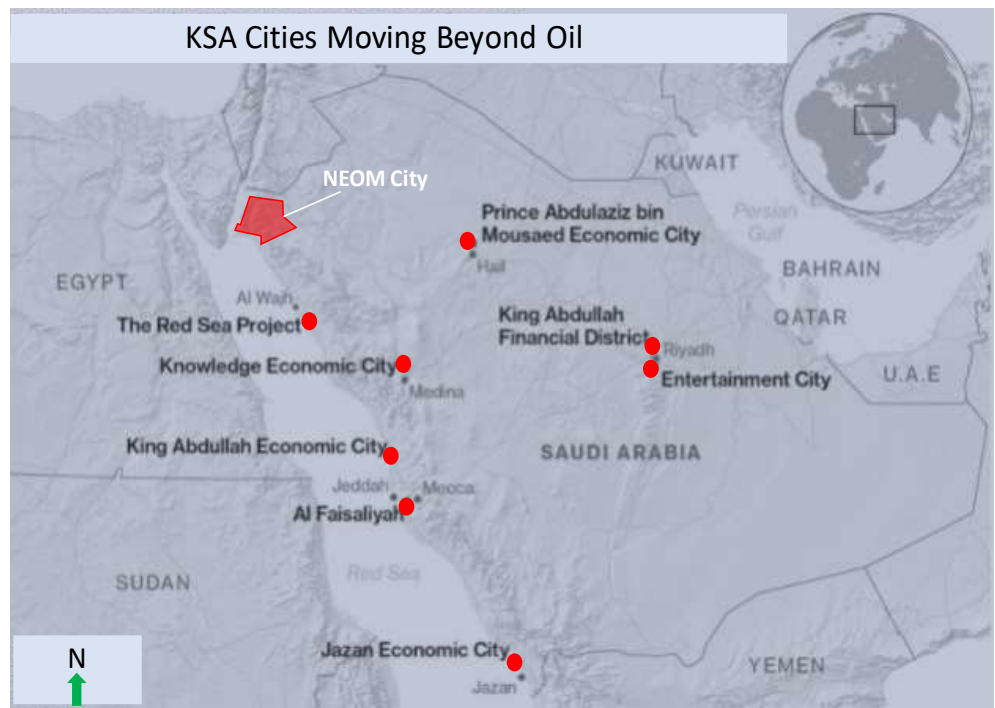 KSA Cities Moving Beyond Oil
NEOM City
KUWAIT
Prince Abdulaziz bin
Mousaed Economic City
Persian
Gulf
Hail
EGYPT
BAHRAIN
Al Wajh
The Red Sea Project
King Abdullah
Financial District
QATAR
Riyadh
Knowledge Economic City
Medina
Entertainment City
U.A.E
King Abdullah Economic City
SAUDI ARABIA
Jeddah
Mecca
Al Faisaliyah
SUDAN
Red Sea
Jazan Economic City
Jazan
YEMEN
N